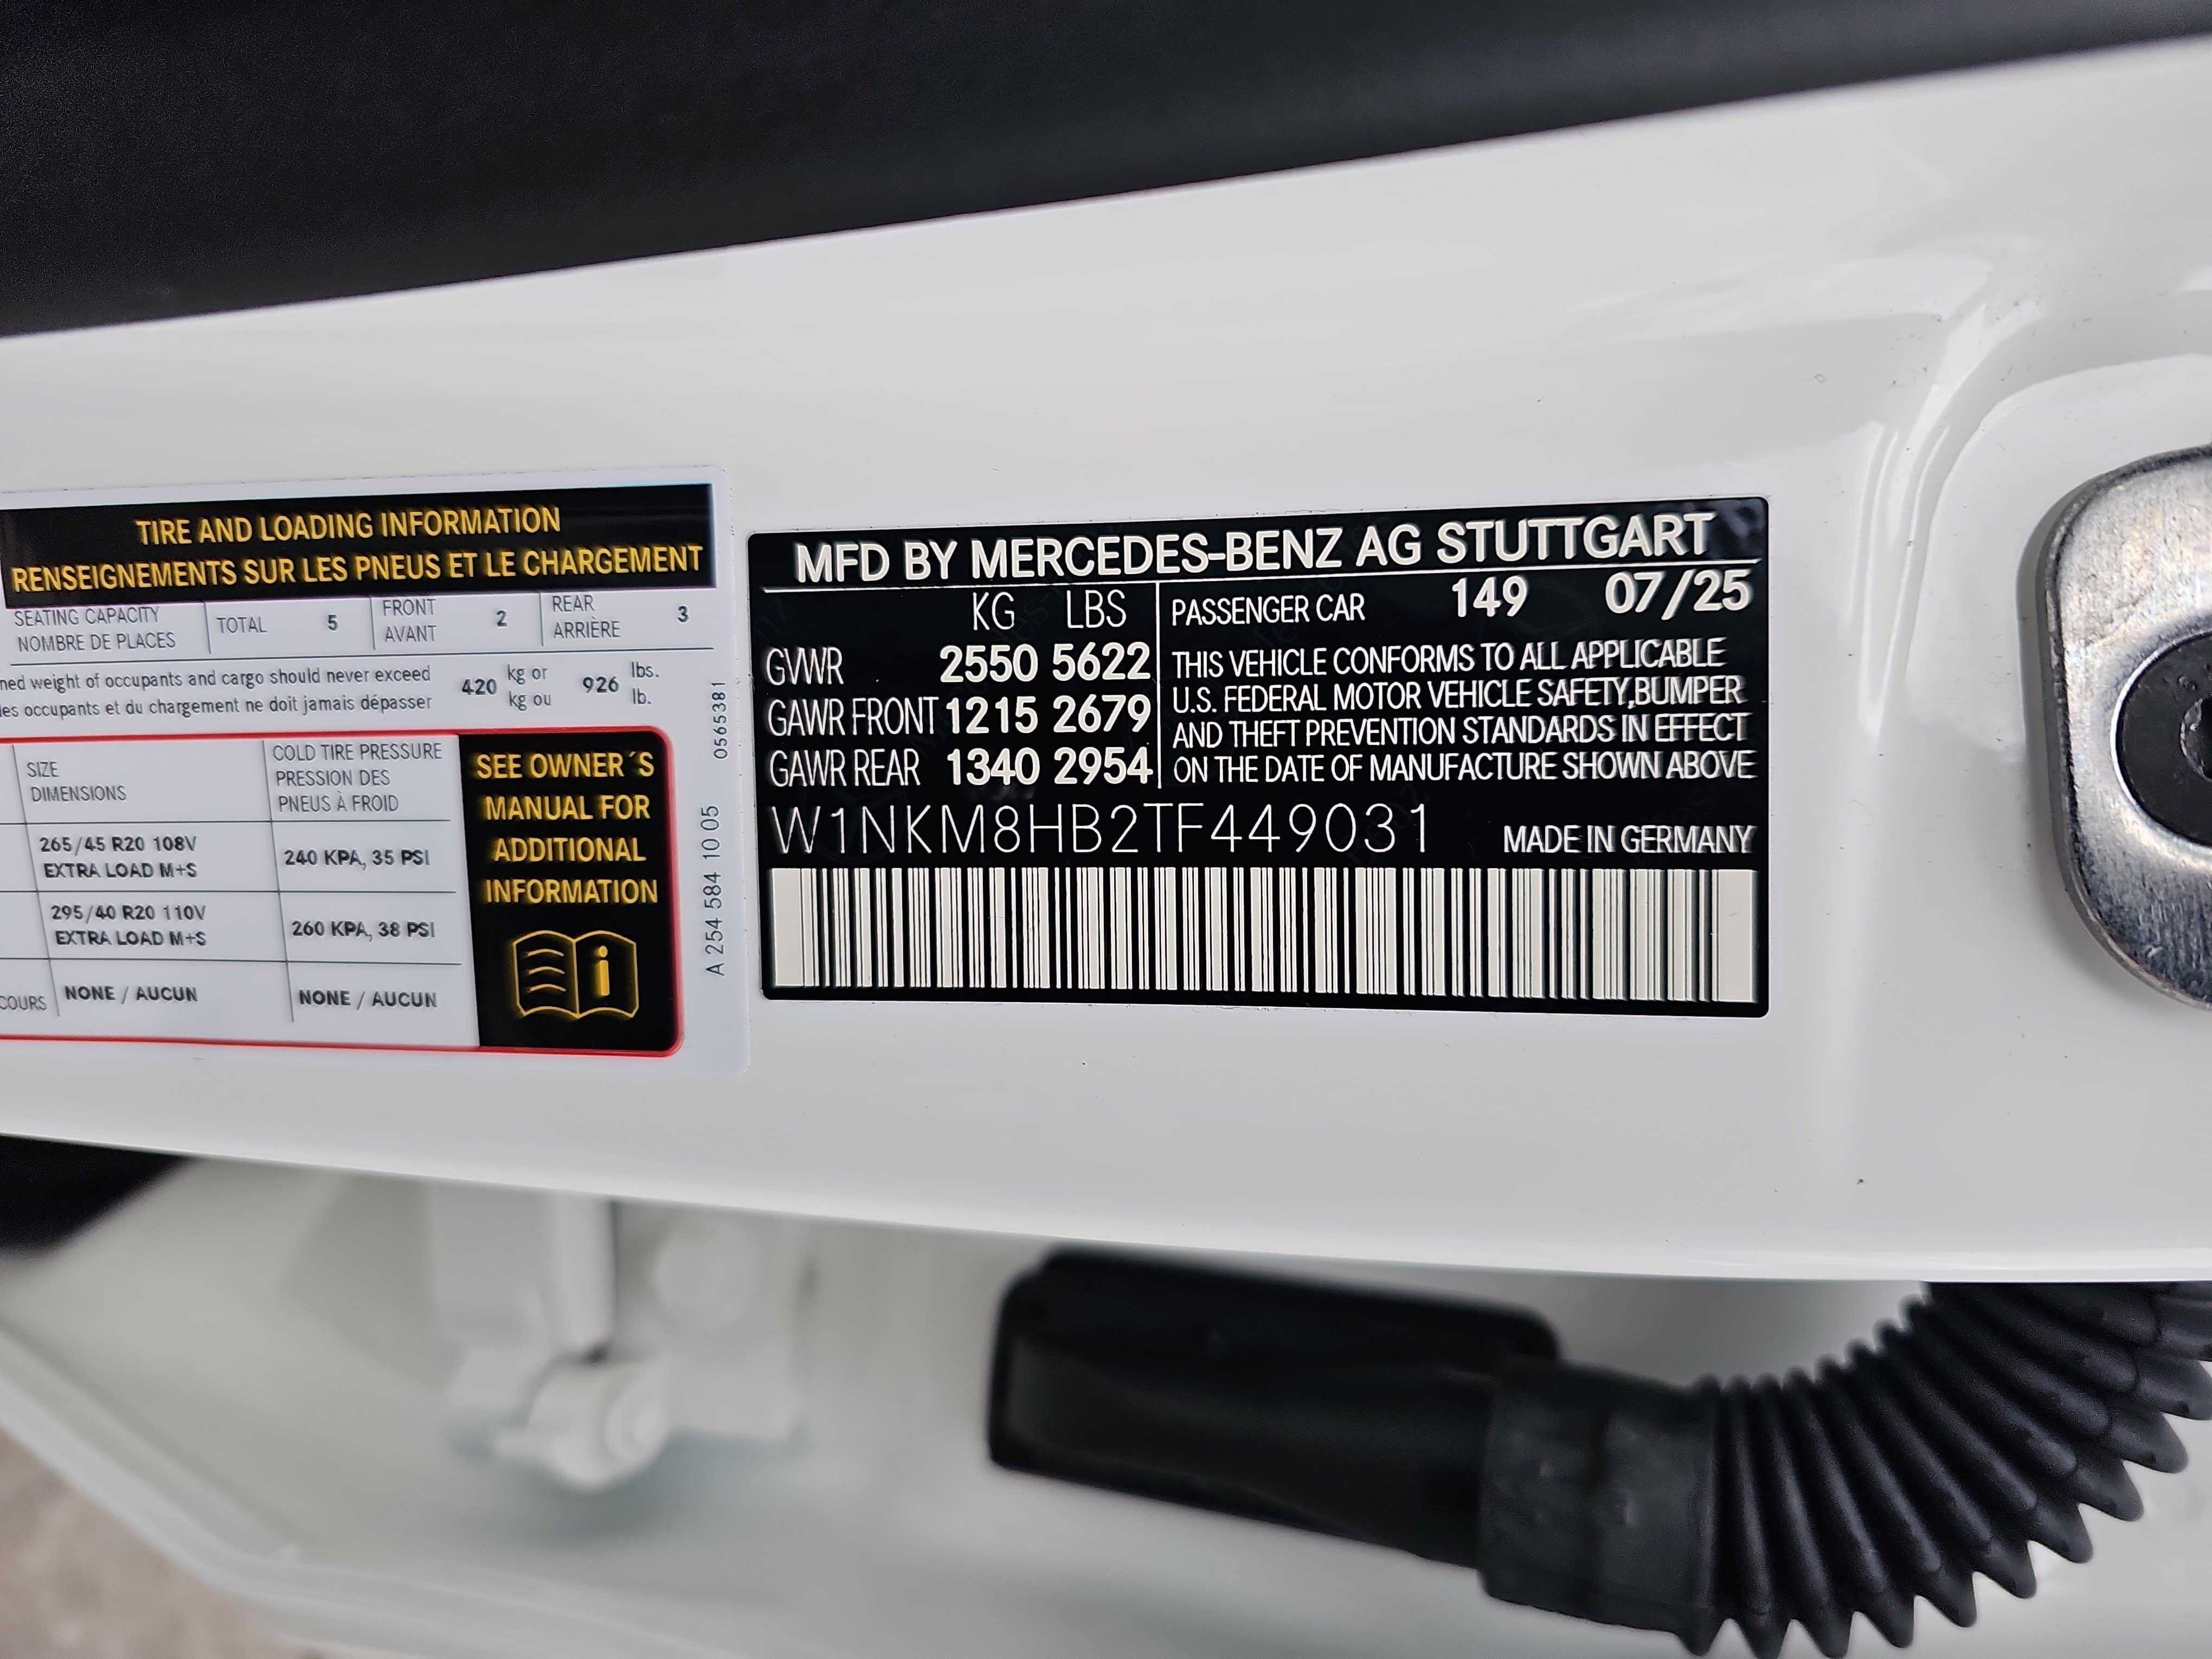 TIRE AND LOADING INFORMATION
RENSEIGNEMENTS SUR LES PNEUS ET LE CHARGEMENT
SEATING CAPACITY
NOMBRE DE PLACES
TOTAL 5
FRONT
AVANT
2
REAR
ARRIÈRE
3
weight of occupants and cargo should never exceed
occupants et du chargement ne doit jamais dépasser
420
kg or
kg ou
926
lbs.
lb.
SIZE
DIMENSIONS
COLD TIRE PRESSURE
PRESSION DES
PNEUS À FROID
265/45 R20 108V
EXTRA LOAD M+S
240 KPA, 35 PSI
295/40 R20 110V
EXTRA LOAD M+S
260 KPA, 38 PSI
NONE / AUCUN
NONE / AUCUN
SEE OWNER´S
MANUAL FOR
ADDITIONAL
INFORMATION
i
A 254 584 10 05 0565381
MFD BY MERCEDES-BENZ AG STUTTGART
KG LBS
GVWR 2550 5622
GAWR FRONT 1215 2679
GAWR REAR 1340 2954
PASSENGER CAR 149 07/25
THIS VEHICLE CONFORMS TO ALL APPLICABLE
U.S. FEDERAL MOTOR VEHICLE SAFETY,BUMPER
AND THEFT PREVENTION STANDARDS IN EFFECT
ON THE DATE OF MANUFACTURE SHOWN ABOVE
W1NKM8HB2TF449031
MADE IN GERMANY